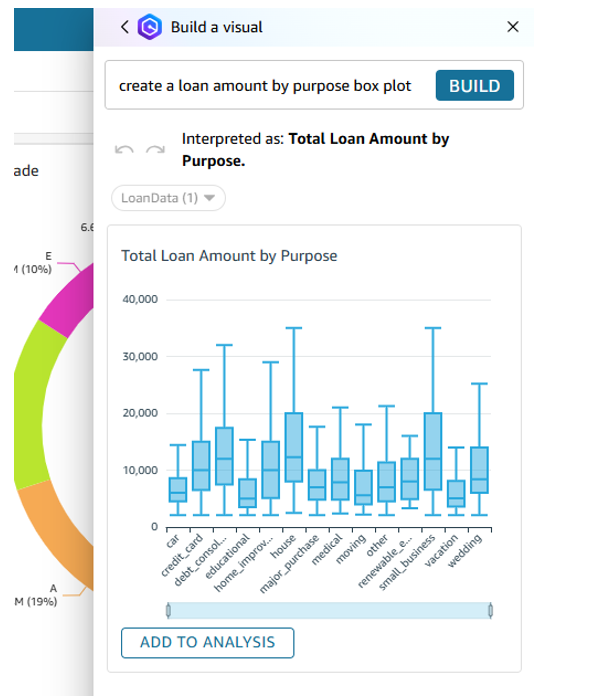 Build a visual
create a loan amount by purpose box plot
BUILD
Interpreted as: Total Loan Amount by
Purpose.
LoanData (1)
ade
6.6
E
M (10%)
A
M (19%)
Total Loan Amount by Purpose
40,000
30,000
20,000
10,000
0
car
credit_card
debt_consol...
educational
home_improv...
house
major_purchase
medical
moving
other
renewable_e...
small_business
vacation
wedding
ADD TO ANALYSIS